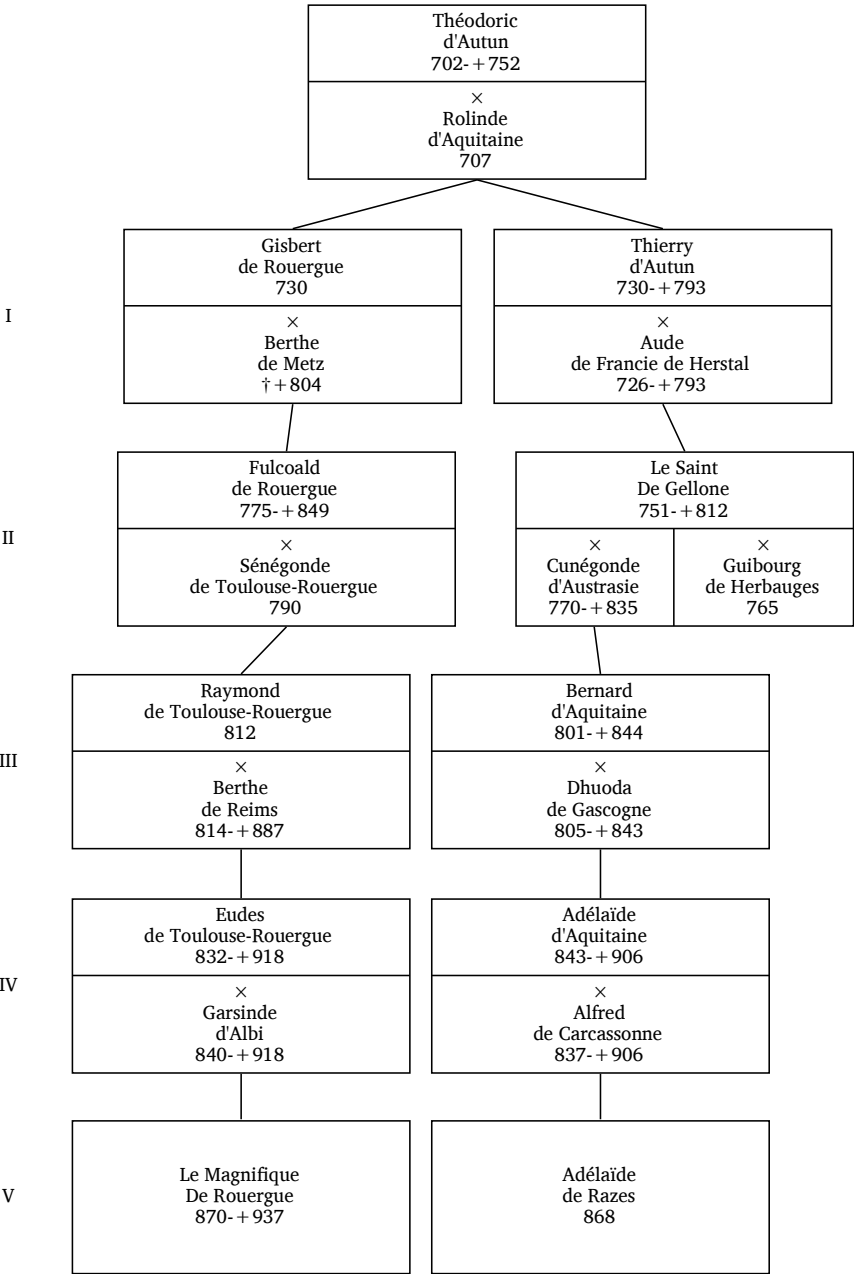 Théodoric
d'Autun
702-+752
×
Rolinde
d'Aquitaine
707
I
Gisbert
de Rouergue
730
×
Berthe
de Metz
†+804
Thierry
d'Autun
730-+793
×
Aude
de Francie de Herstal
726-+793
II
Fulcoald
de Rouergue
775-+849
×
Sénégonde
de Toulouse-Rouergue
790
Le Saint
De Gellone
751-+812
×
Cunégonde
d'Austrasie
770-+835
×
Guibourg
de Herbauges
765
III
Raymond
de Toulouse-Rouergue
812
×
Berthe
de Reims
814-+887
Bernard
d'Aquitaine
801-+844
×
Dhuoda
de Gascogne
805-+843
IV
Eudes
de Toulouse-Rouergue
832-+918
×
Garsinde
d'Albi
840-+918
Adélaïde
d'Aquitaine
843-+906
×
Alfred
de Carcassonne
837-+906
V
Le Magnifique
De Rouergue
870-+937
Adélaïde
de Razes
868